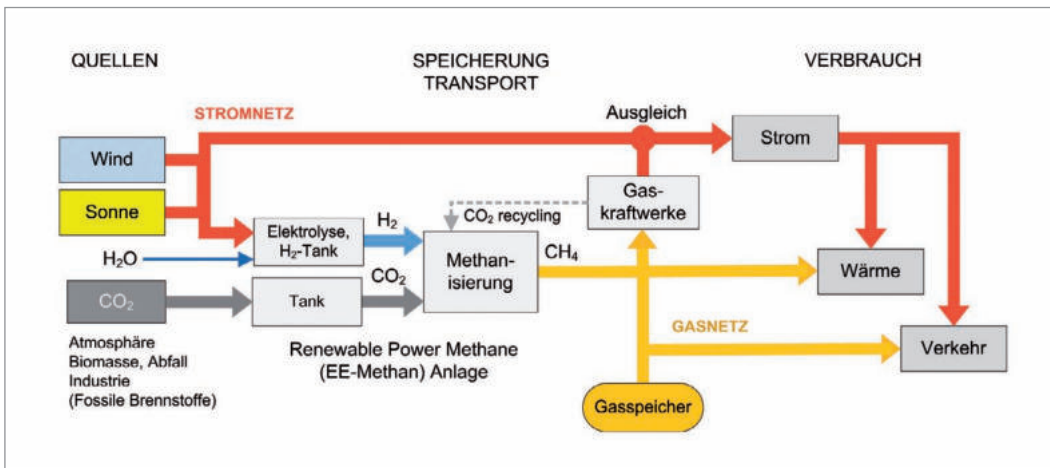 QUELLEN
SPEICHERUNG
TRANSPORT
VERBRAUCH
STROMNETZ
Ausgleich
Wind
Strom
Sonne
Gas-
kraftwerke
CO₂ recycling
Elektrolyse,
H₂-Tank
H₂
H₂O
Methan-
isierung
CH₄
CO₂
Wärme
CO₂
Tank
GASNETZ
Verkehr
Atmosphäre
Biomasse, Abfall
Industrie
(Fossile Brennstoffe)
Renewable Power Methane
(EE-Methan) Anlage
Gasspeicher